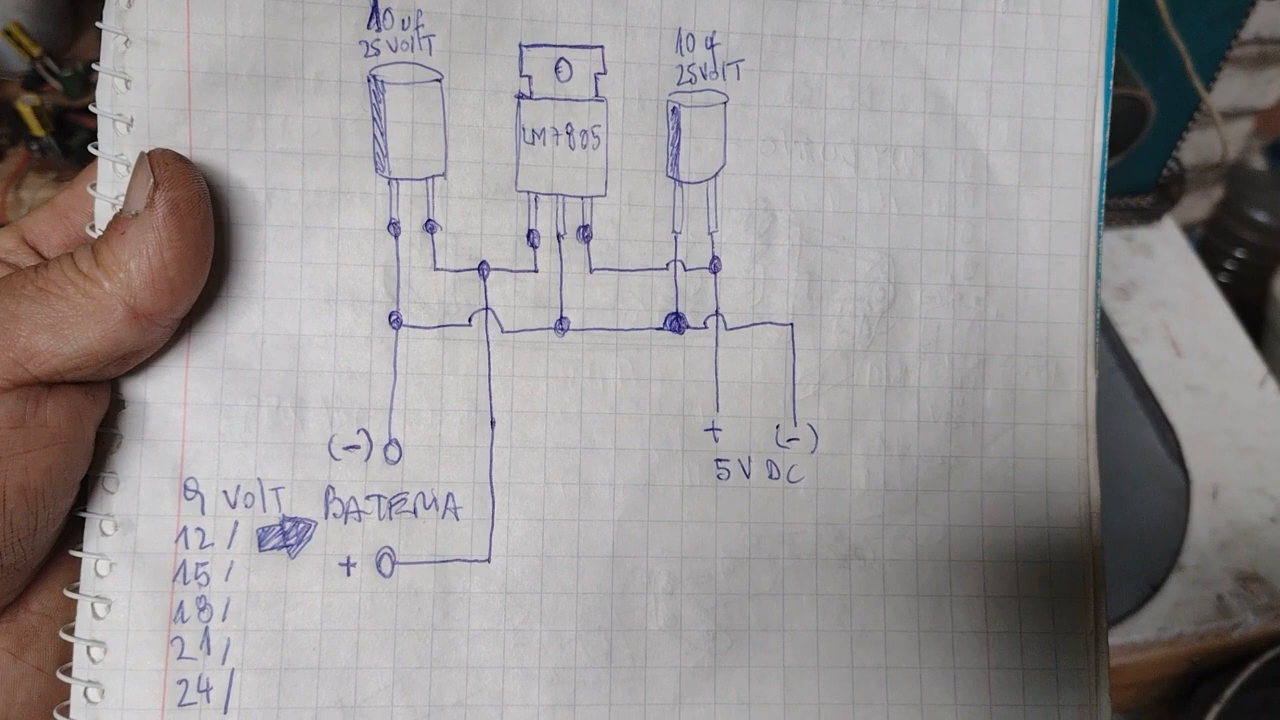 10 uf
25 VOLT
10 uf
25 VOLT
LM7805
(-)
+ (-)
5 V DC
9 VOLT
BATERIA
12 /
15 /
+
18 /
21 /
24 /